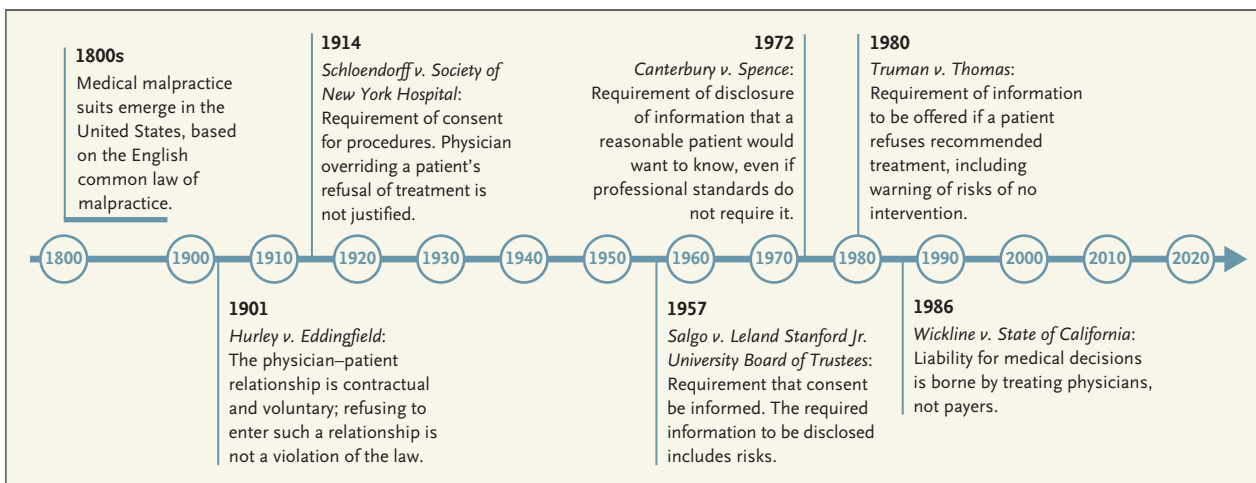 1800s
Medical malpractice
suits emerge in the
United States, based
on the English
common law of
malpractice.
1914
Schloendorff v. Society of
New York Hospital:
Requirement of consent
for procedures. Physician
overriding a patient's
refusal of treatment is
not justified.
1972
Canterbury v. Spence:
Requirement of disclosure
of information that a
reasonable patient would
want to know, even if
professional standards do
not require it.
1980
Truman v. Thomas:
Requirement of information
to be offered if a patient
refuses recommended
treatment, including
warning of risks of no
intervention.
1800 1900 1910 1920 1930 1940 1950 1960 1970 1980 1990 2000 2010 2020
1901
Hurley v. Eddingfield:
The physician–patient
relationship is contractual
and voluntary; refusing to
enter such a relationship is
not a violation of the law.
1957
Salgo v. Leland Stanford Jr.
University Board of Trustees:
Requirement that consent
be informed. The required
information to be disclosed
includes risks.
1986
Wickline v. State of California:
Liability for medical decisions
is borne by treating physicians,
not payers.